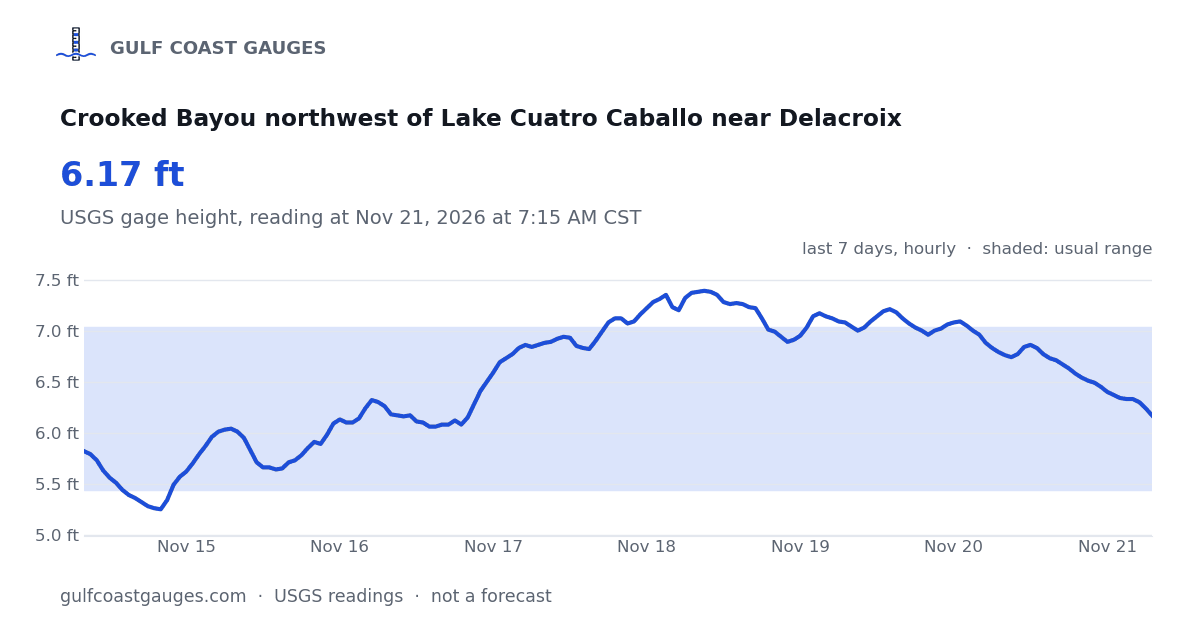 GULF COAST GAUGES
Crooked Bayou northwest of Lake Cuatro Caballo near Delacroix
6.17 ft
USGS gage height, reading at Nov 21, 2026 at 7:15 AM CST
last 7 days, hourly · shaded: usual range
7.5 ft
7.0 ft
6.5 ft
6.0 ft
5.5 ft
5.0 ft
Nov 15 Nov 16 Nov 17 Nov 18 Nov 19 Nov 20 Nov 21
gulfcoastgauges.com · USGS readings · not a forecast